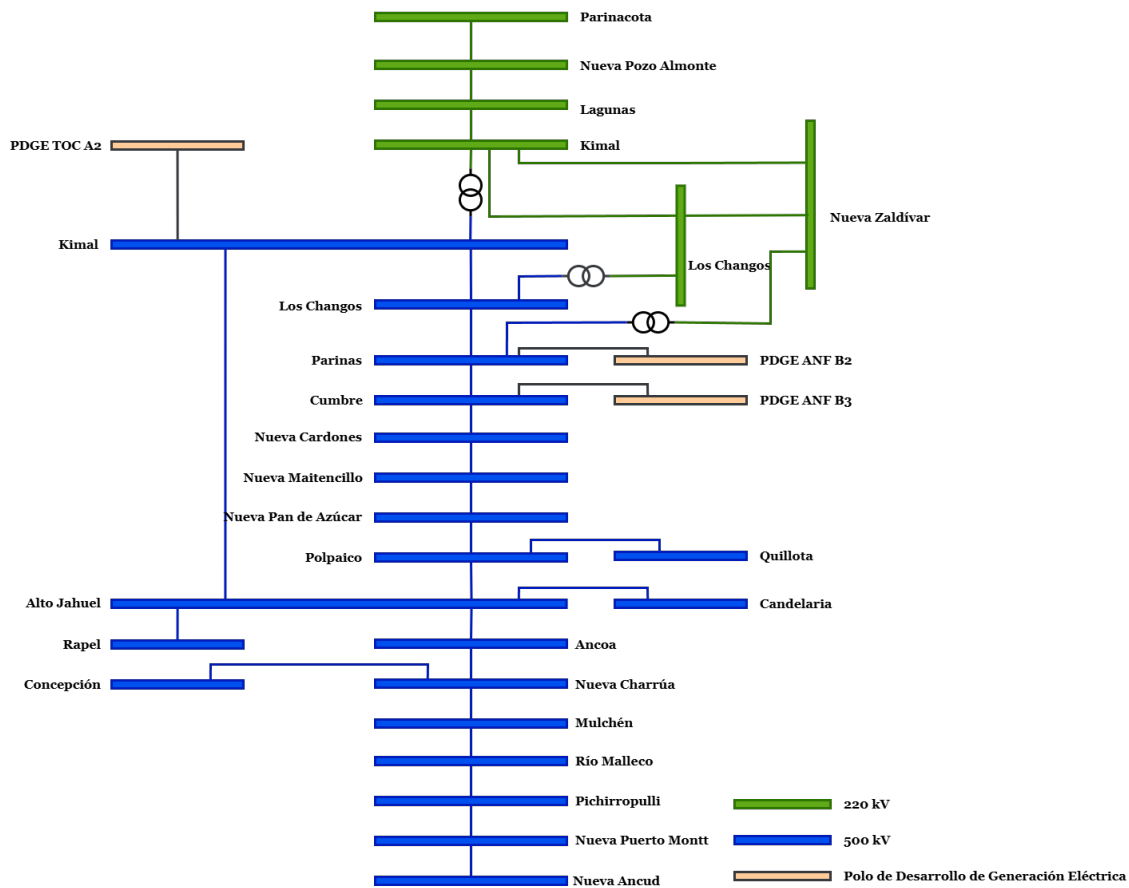 Parinacota
Nueva Pozo Almonte
Lagunas
PDGE TOC A2
Kimal
Nueva Zaldívar
Kimal
Los Changos
Los Changos
Parinas
PDGE ANF B2
Cumbre
PDGE ANF B3
Nueva Cardones
Nueva Maitencillo
Nueva Pan de Azúcar
Polpaico
Quillota
Alto Jahuel
Candelaria
Rapel
Ancoa
Concepción
Nueva Charrúa
Mulchén
Río Malleco
Pichirropulli
220 kV
Nueva Puerto Montt
500 kV
Nueva Ancud
Polo de Desarrollo de Generación Eléctrica